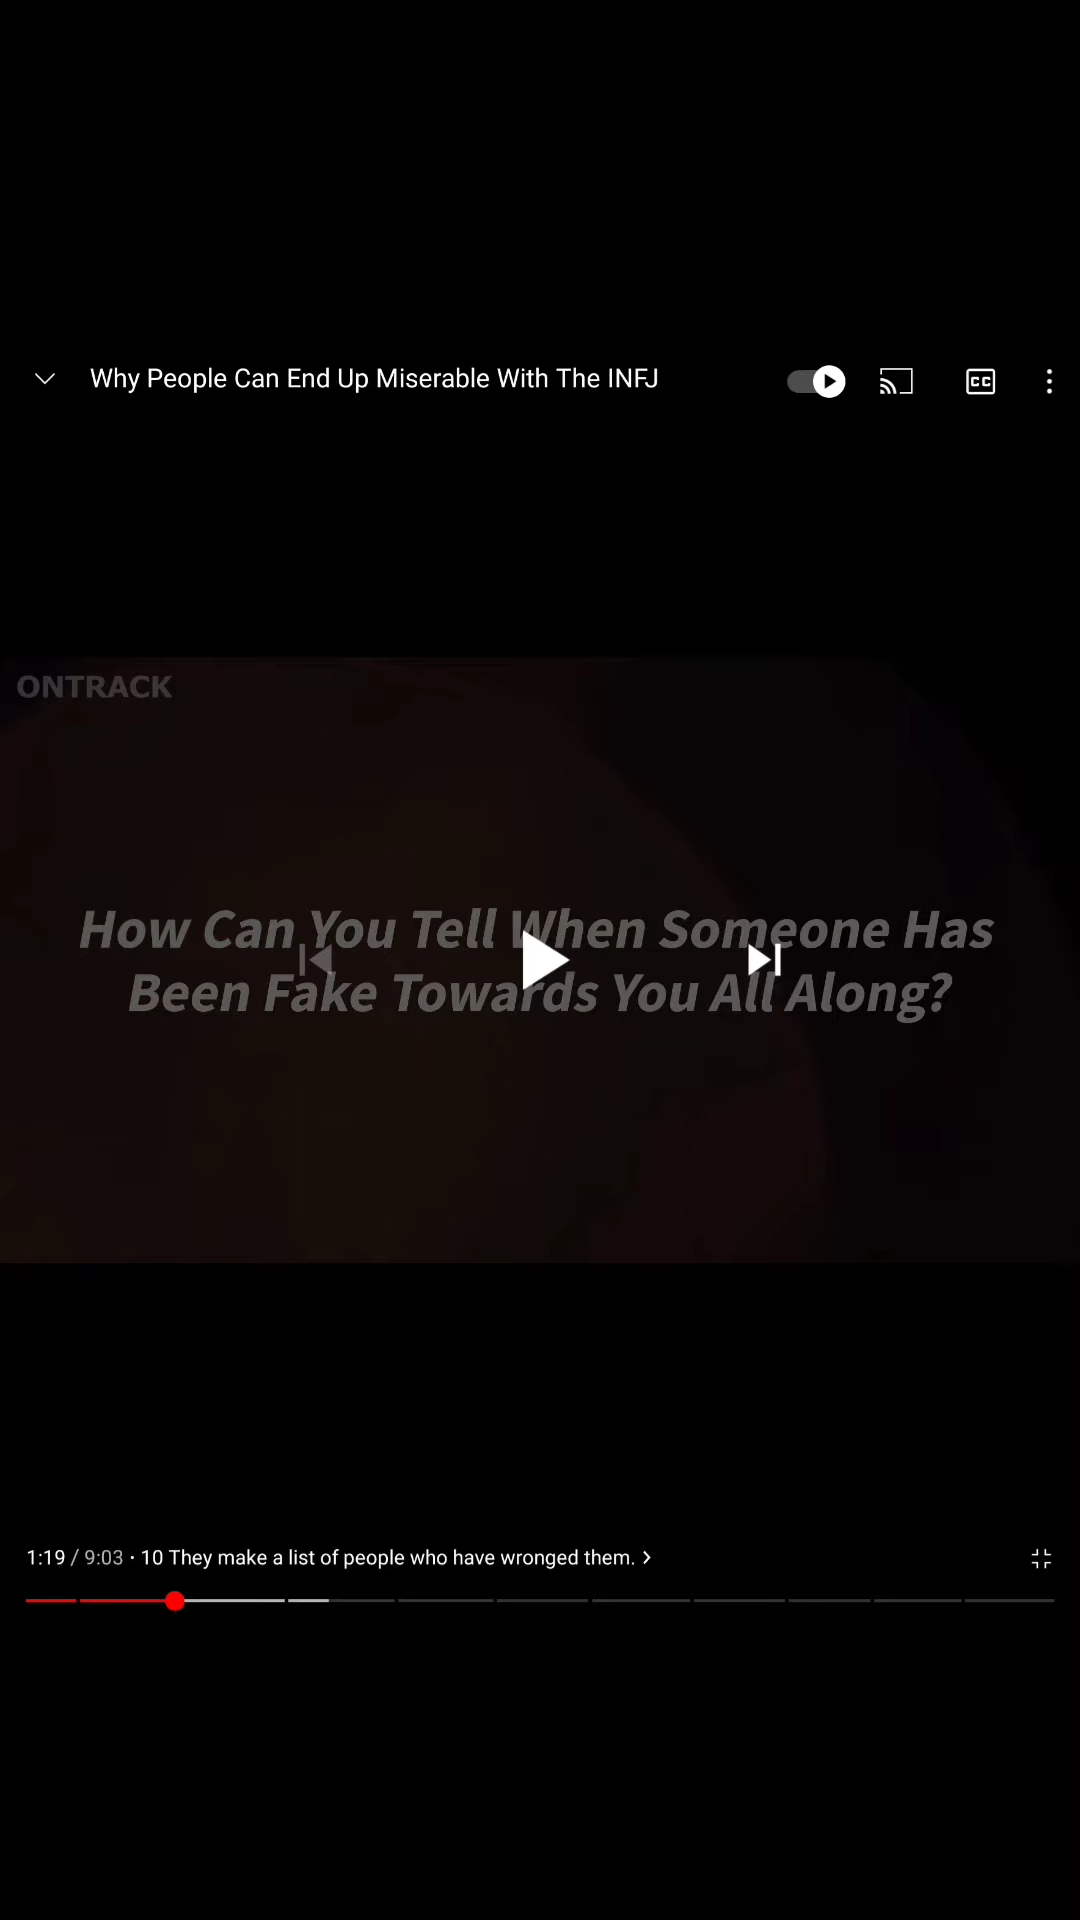 Why People Can End Up Miserable With The INFJ
CC
ONTRACK
How Can You Tell When Someone Has
Been Fake Towards You All Along?
1:19 / 9:03 · 10 They make a list of people who have wronged them.